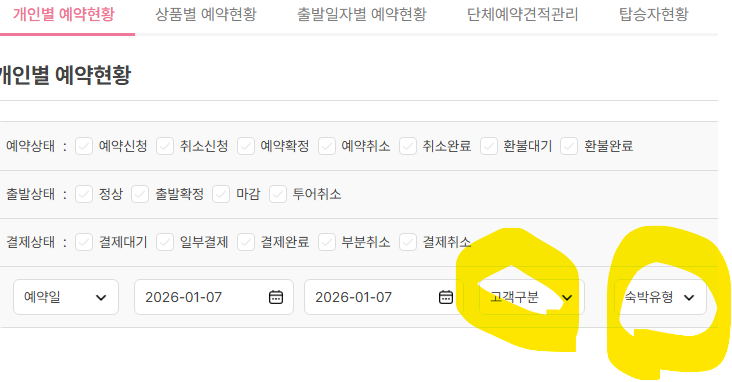 개인별 예약현황 상품별 예약현황 출발일자별 예약현황 단체예약견적관리 탑승자현황
개인별 예약현황
예약상태 : 예약신청 취소신청 예약확정 예약취소 취소완료 환불대기 환불완료
출발상태 : 정상 출발확정 마감 투어취소
결제상태 : 결제대기 일부결제 결제완료 부분취소 결제취소
예약일 2026-01-07 2026-01-07 고객구분 숙박유형